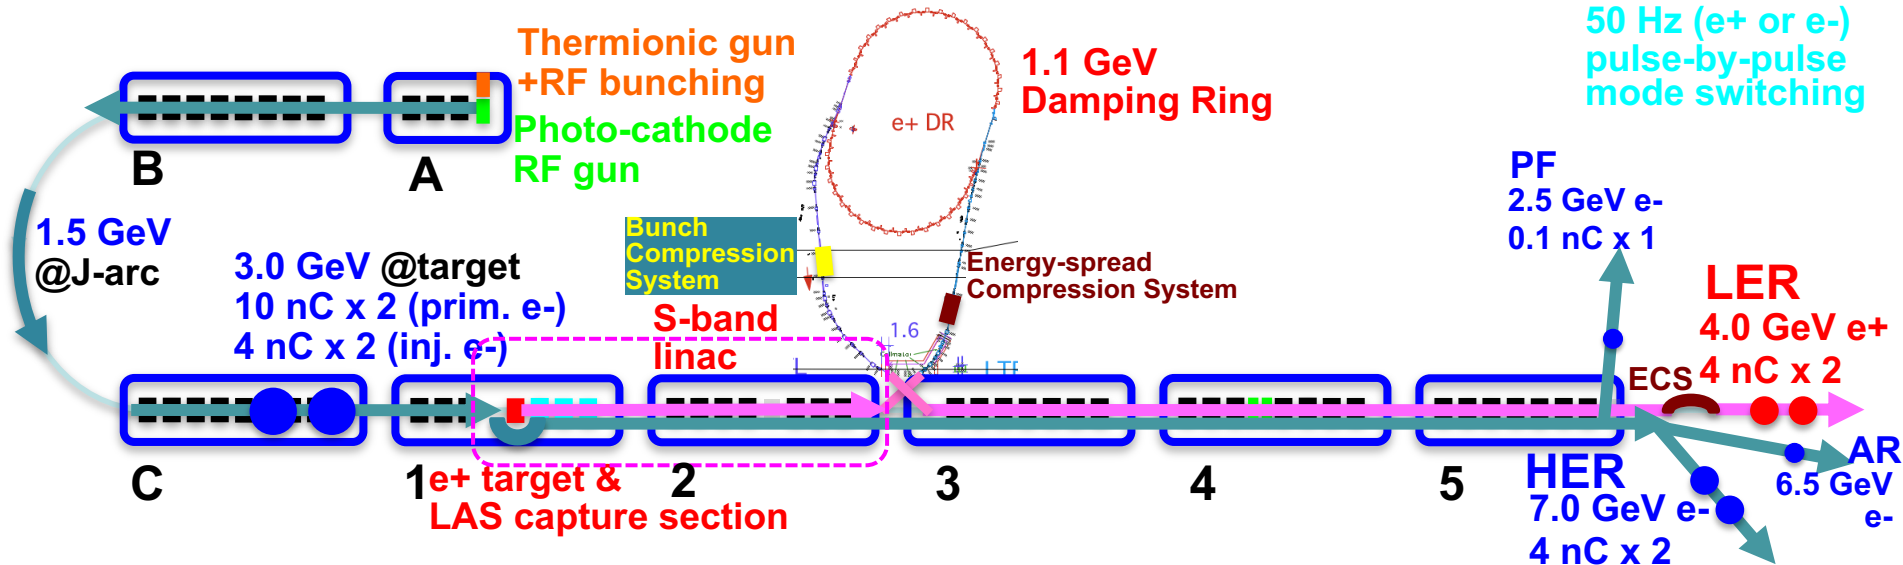 Thermionic gun
+RF bunching
Photo-cathode
RF gun
B
A
1.1 GeV
Damping Ring
e+ DR
50 Hz (e+ or e-)
pulse-by-pulse
mode switching
1.5 GeV
@J-arc
3.0 GeV @target
10 nC x 2 (prim. e-)
4 nC x 2 (inj. e-)
Bunch
Compression
System
Energy-spread
Compression System
S-band
linac
1.6
PF
2.5 GeV e-
0.1 nC x 1
LER
4.0 GeV e+
4 nC x 2
ECS
C
1
e+ target &
LAS capture section
2
3
4
5
HER
7.0 GeV e-
4 nC x 2
AR
6.5 GeV
e-